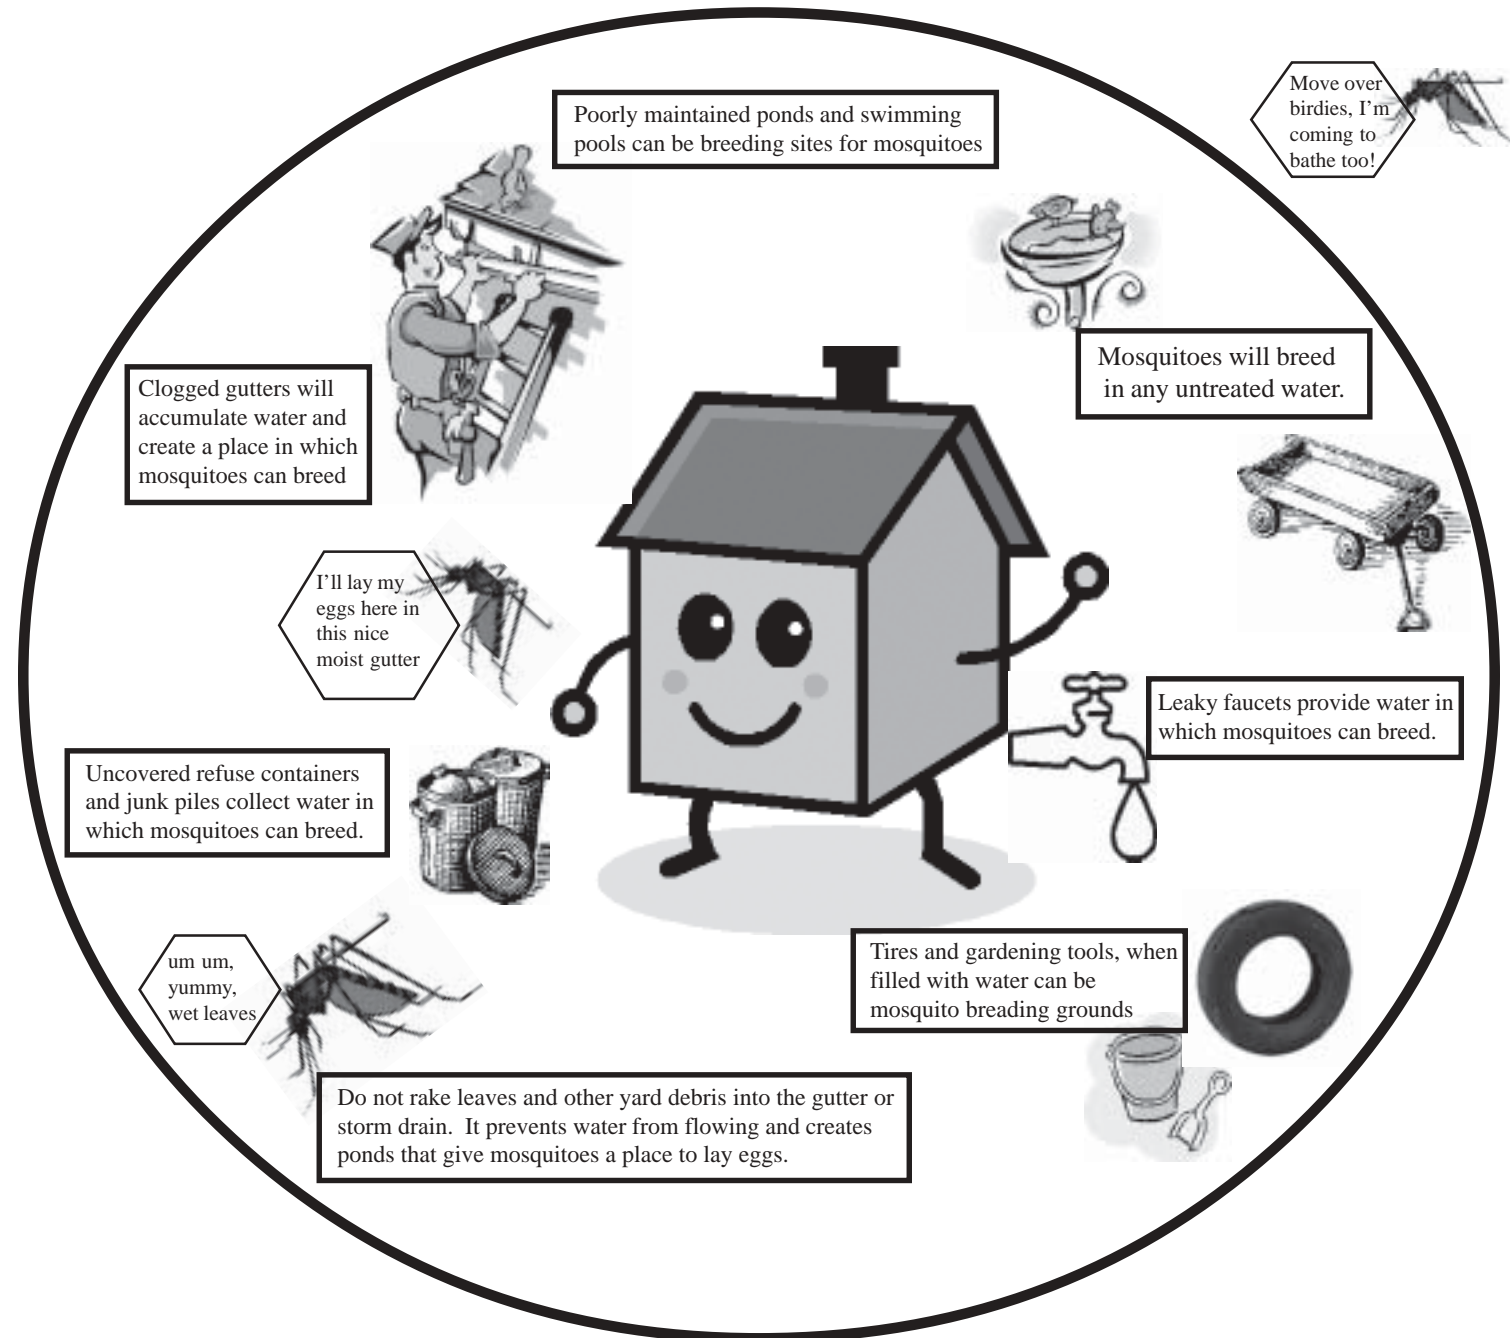 Move over
birdies, I'm
coming to
bathe too!
Poorly maintained ponds and swimming
pools can be breeding sites for mosquitoes
Mosquitoes will breed
in any untreated water.
Clogged gutters will
accumulate water and
create a place in which
mosquitoes can breed
I'll lay my
eggs here in
this nice
moist gutter
Leaky faucets provide water in
which mosquitoes can breed.
Uncovered refuse containers
and junk piles collect water in
which mosquitoes can breed.
um um,
yummy,
wet leaves
Tires and gardening tools, when
filled with water can be
mosquito breading grounds
Do not rake leaves and other yard debris into the gutter or
storm drain.  It prevents water from flowing and creates
ponds that give mosquitoes a place to lay eggs.